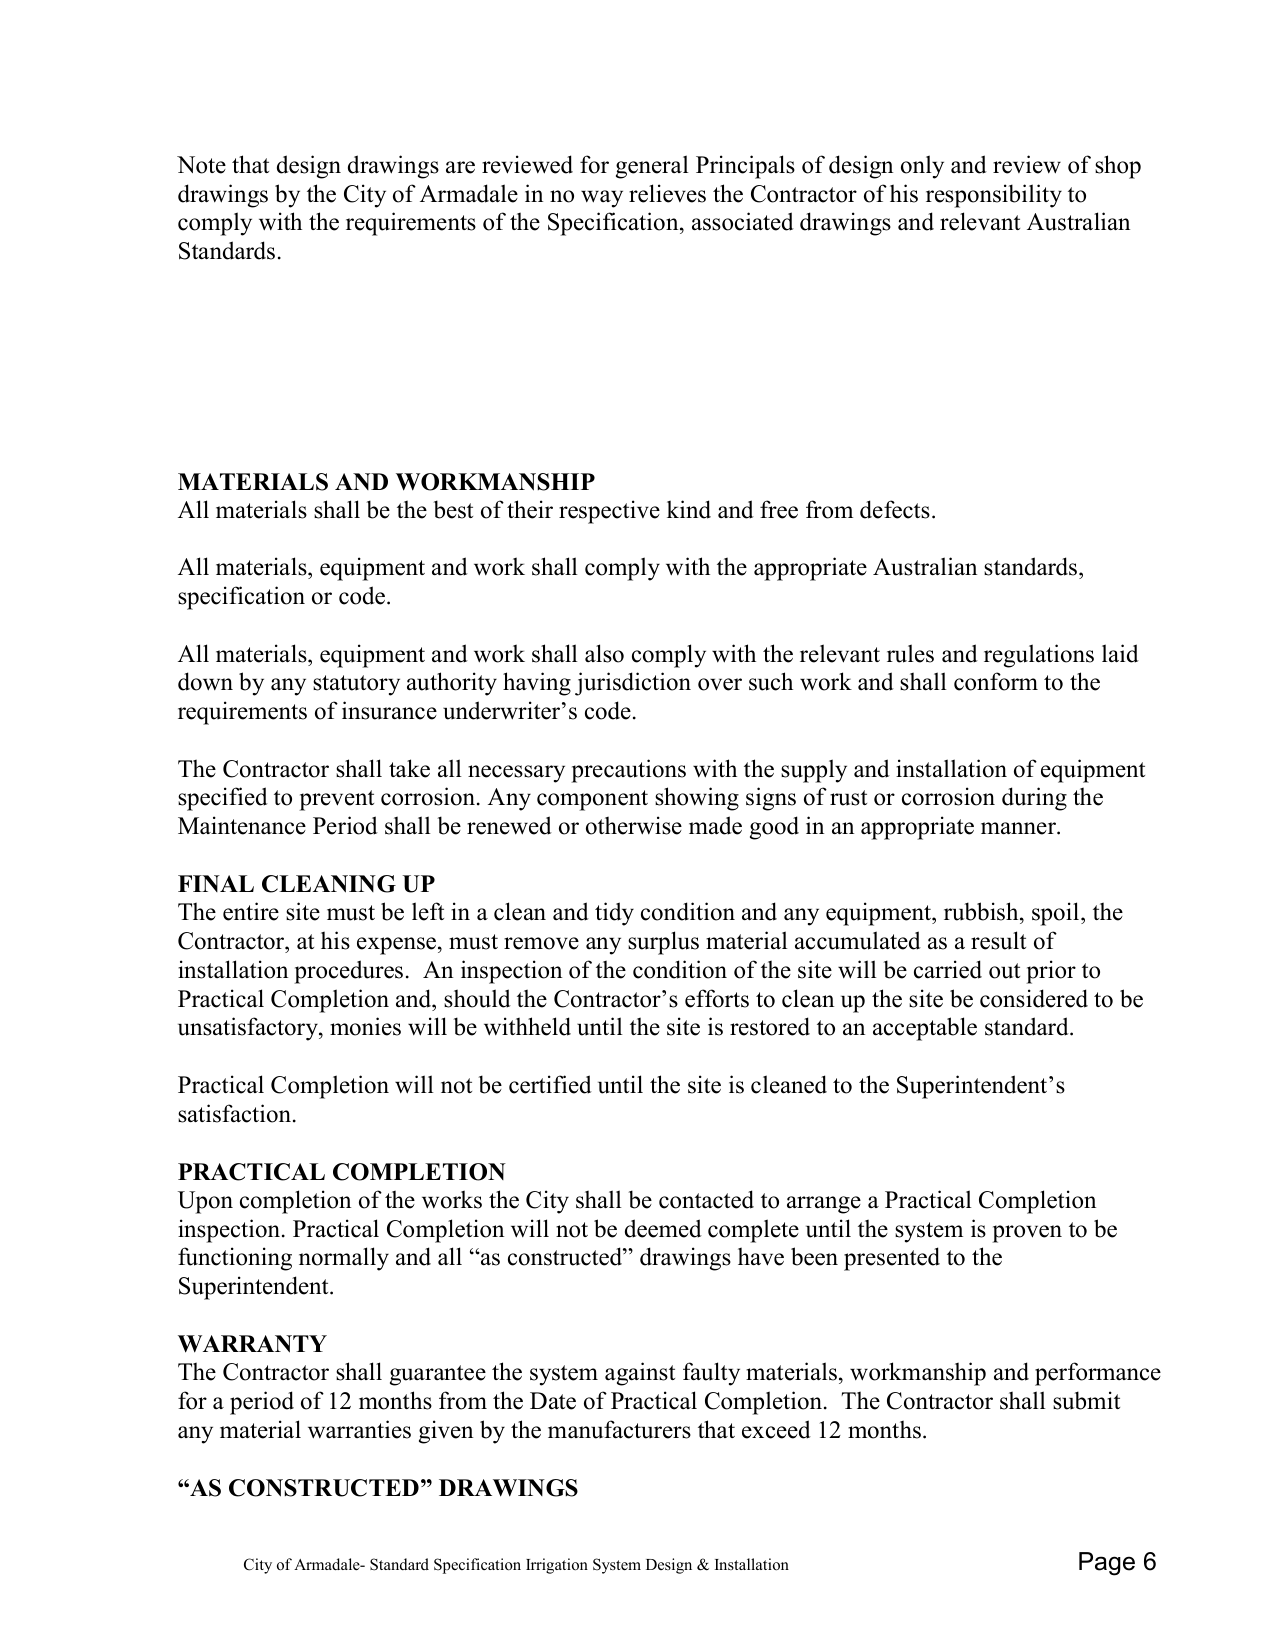 Note that design drawings are reviewed for general Principals of design only and review of shop
drawings by the City of Armadale in no way relieves the Contractor of his responsibility to
comply with the requirements of the Specification, associated drawings and relevant Australian
Standards.
MATERIALS AND WORKMANSHIP
All materials shall be the best of their respective kind and free from defects.
All materials, equipment and work shall comply with the appropriate Australian standards,
specification or code.
All materials, equipment and work shall also comply with the relevant rules and regulations laid
down by any statutory authority having jurisdiction over such work and shall conform to the
requirements of insurance underwriter’s code.
The Contractor shall take all necessary precautions with the supply and installation of equipment
specified to prevent corrosion. Any component showing signs of rust or corrosion during the
Maintenance Period shall be renewed or otherwise made good in an appropriate manner.
FINAL CLEANING UP
The entire site must be left in a clean and tidy condition and any equipment, rubbish, spoil, the
Contractor, at his expense, must remove any surplus material accumulated as a result of
installation procedures.  An inspection of the condition of the site will be carried out prior to
Practical Completion and, should the Contractor’s efforts to clean up the site be considered to be
unsatisfactory, monies will be withheld until the site is restored to an acceptable standard.
Practical Completion will not be certified until the site is cleaned to the Superintendent’s
satisfaction.
PRACTICAL COMPLETION
Upon completion of the works the City shall be contacted to arrange a Practical Completion
inspection. Practical Completion will not be deemed complete until the system is proven to be
functioning normally and all “as constructed” drawings have been presented to the
Superintendent.
WARRANTY
The Contractor shall guarantee the system against faulty materials, workmanship and performance
for a period of 12 months from the Date of Practical Completion.  The Contractor shall submit
any material warranties given by the manufacturers that exceed 12 months.
“AS CONSTRUCTED” DRAWINGS
City of Armadale- Standard Specification Irrigation System Design & Installation Page 6